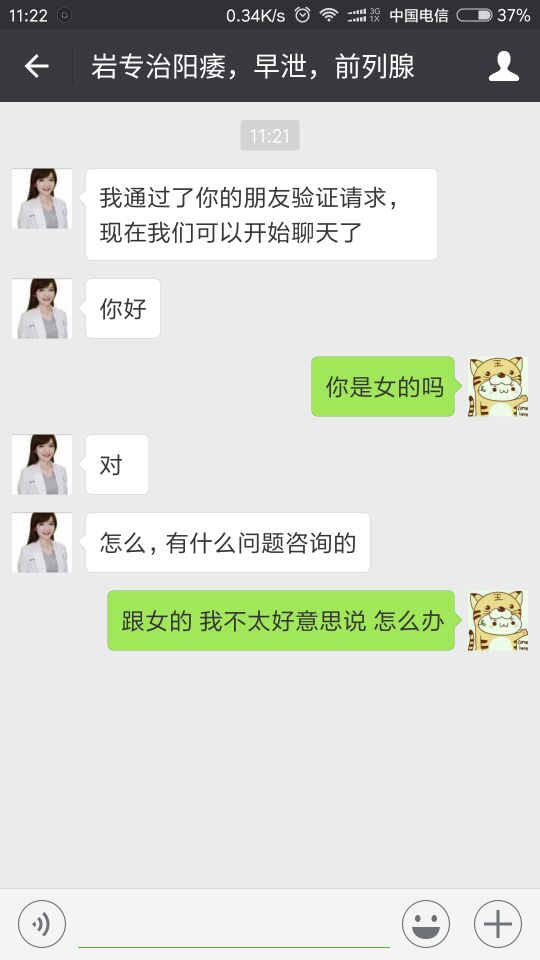 11:22
0.34K/s
3G
1X
中国电信
37%
岩专治阳痿，早泄，前列腺
11:21
我通过了你的朋友验证请求，
现在我们可以开始聊天了
你好
你是女的吗
对
怎么，有什么问题咨询的
跟女的 我不太好意思说 怎么办